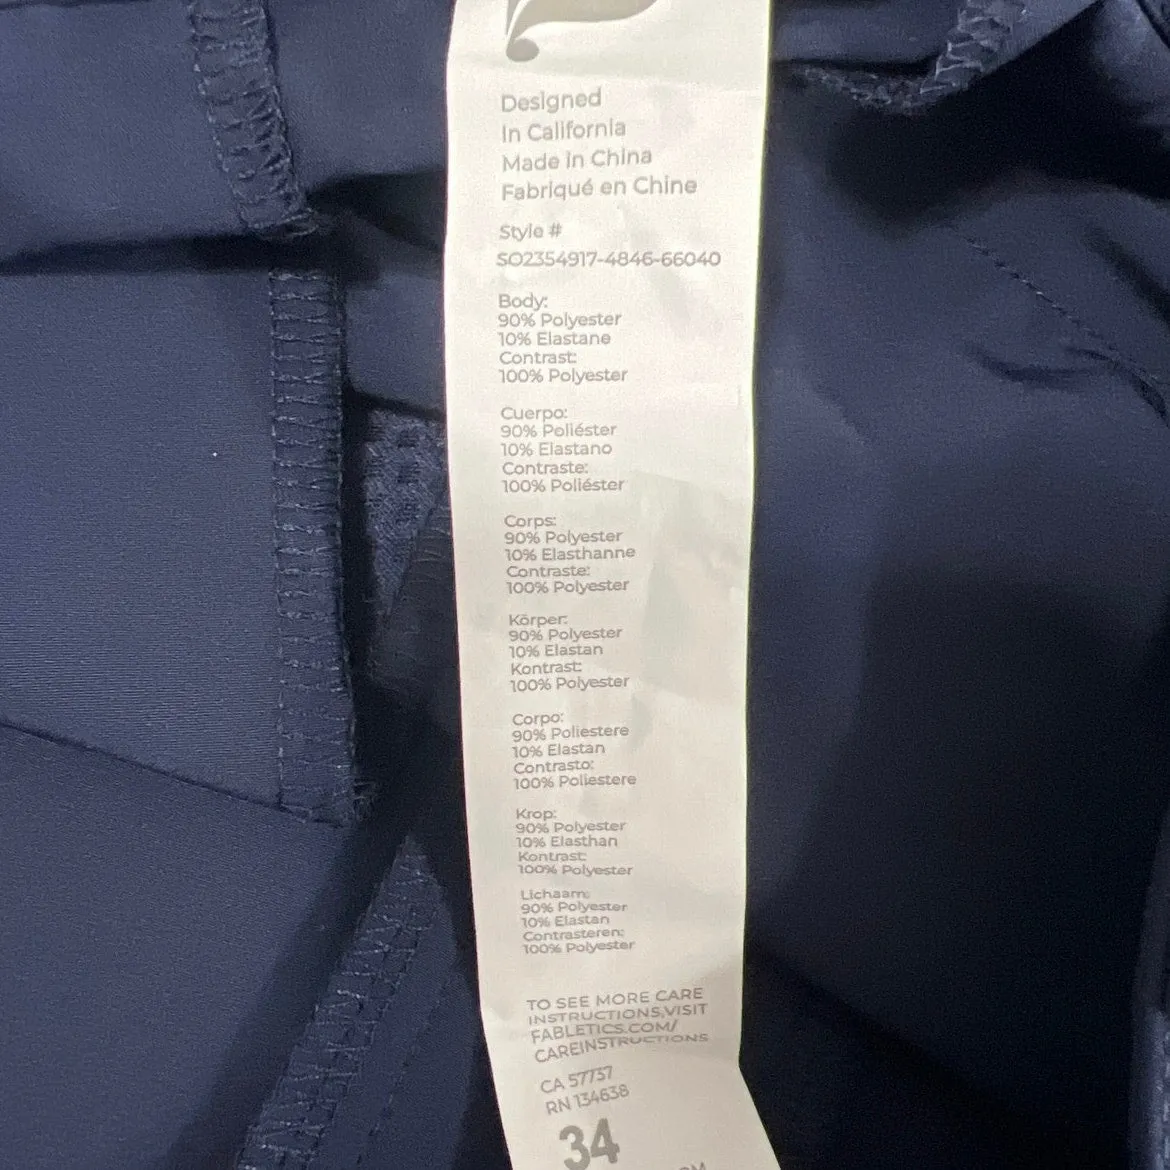 Designed
In California
Made in China
Fabriqué en Chine
Style #
SO2354917-4846-66040
Body:
90% Polyester
10% Elastane
Contrast:
100% Polyester
Cuerpo:
90% Poliéster
10% Elastano
Contraste:
100% Poliéster
Corps:
90% Polyester
10% Elasthanne
Contraste:
100% Polyester
Körper:
90% Polyester
10% Elastan
Kontrast:
100% Polyester
Corpo:
90% Poliestere
10% Elastan
Contrasto:
100% Poliestere
Krop:
90% Polyester
10% Elasthan
Kontrast:
100% Polyester
Lichaam:
90% Polyester
10% Elastan
Contrasteren:
100% Polyester
TO SEE MORE CARE
INSTRUCTIONS,VISIT
FABLETICS.COM/
CAREINSTRUCTIONS
CA 57757
RN 134638
34